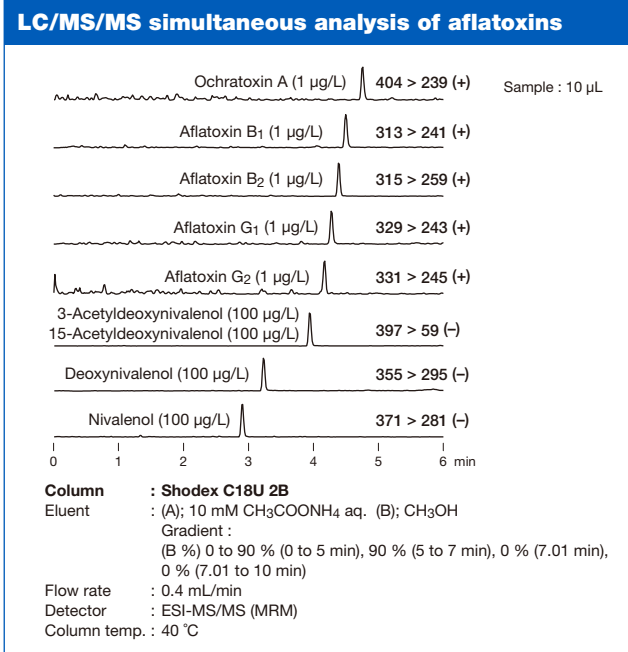 LC/MS/MS simultaneous analysis of aflatoxins
Ochratoxin A (1 µg/L) 404 > 239 (+) Sample : 10 µL
Aflatoxin B₁ (1 µg/L) 313 > 241 (+)
Aflatoxin B₂ (1 µg/L) 315 > 259 (+)
Aflatoxin G₁ (1 µg/L) 329 > 243 (+)
Aflatoxin G₂ (1 µg/L) 331 > 245 (+)
3-Acetyldeoxynivalenol (100 µg/L)
15-Acetyldeoxynivalenol (100 µg/L) 397 > 59 (–)
Deoxynivalenol (100 µg/L) 355 > 295 (–)
Nivalenol (100 µg/L) 371 > 281 (–)
0 1 2 3 4 5 6 min
Column : Shodex C18U 2B
Eluent : (A); 10 mM CH₃COONH₄ aq. (B); CH₃OH
Gradient :
(B %) 0 to 90 % (0 to 5 min), 90 % (5 to 7 min), 0 % (7.01 min),
0 % (7.01 to 10 min)
Flow rate : 0.4 mL/min
Detector : ESI-MS/MS (MRM)
Column temp. : 40 ˚C